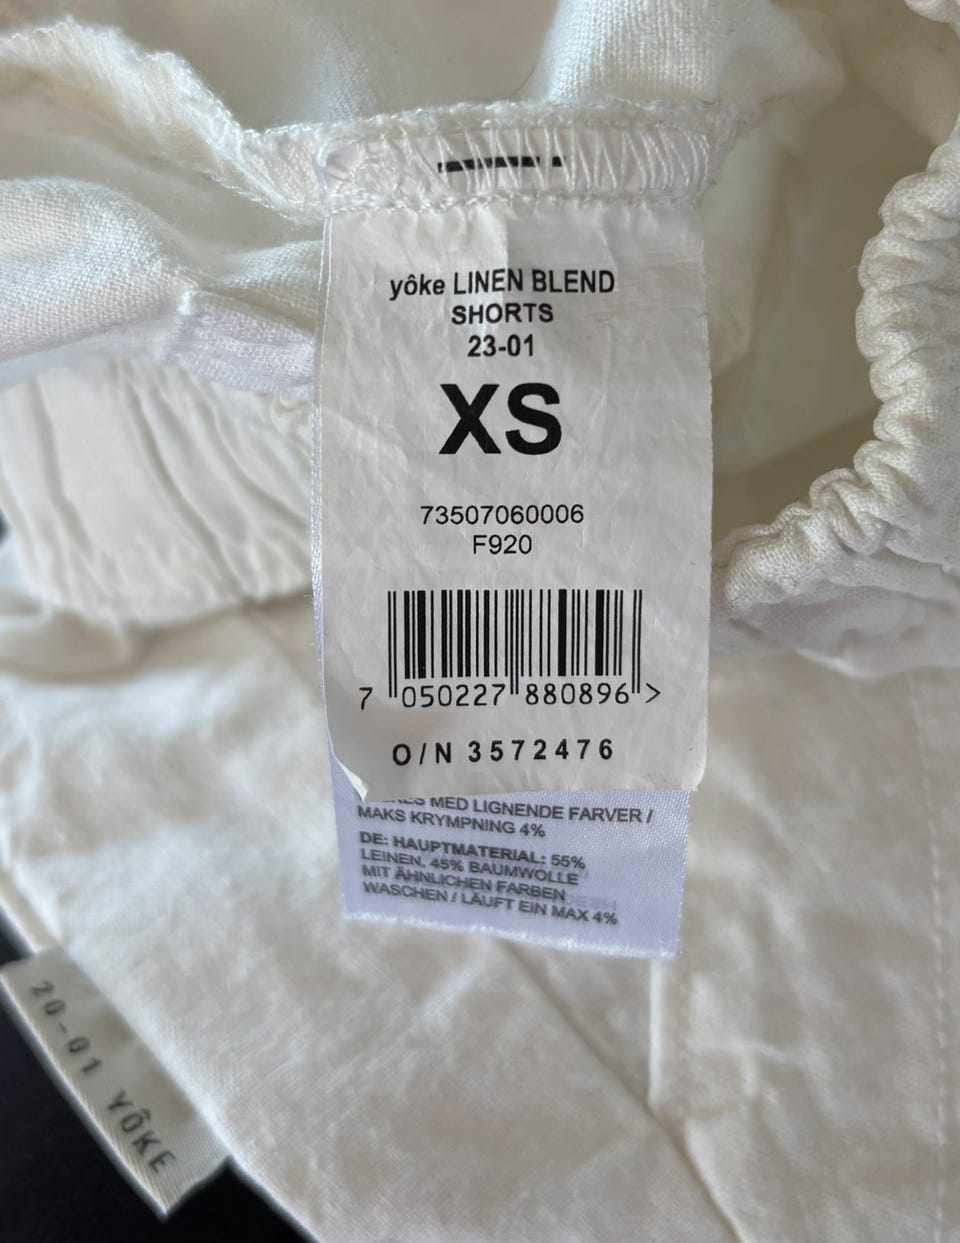 yôke LINEN BLEND
SHORTS
23-01
XS
73507060006
F920
7 050227 880896 >
O/N 3572476
MED LIGNENDE FARVER /
MAKS KRYMPNING 4%
DE: HAUPTMATERIAL: 55%
LEINEN, 45% BAUMWOLLE
MIT ÄHNLICHEN FARBEN
WASCHEN / LÄUFT EIN MAX 4%
20-01 YÔKE